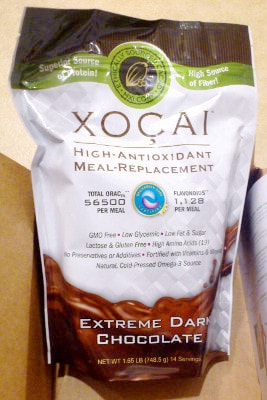 Superior Source
of Protein!
High Source
of Fiber!
XOÇAI
HIGH-ANTIOXIDANT
MEAL-REPLACEMENT
TOTAL ORAC
56500
PER MEAL
FLAVONOIDS
1,128
PER MEAL
GMO Free • Low Glycemic • Low Fat & Sugar
Lactose & Gluten Free • High Amino Acids (13)
No Preservatives or Additives • Fortified with Vitamins &
Natural, Cold-Pressed Omega-3 Source
EXTREME DARK
CHOCOLATE
NET WT 1.65 LB (748.5g) 14 Servings